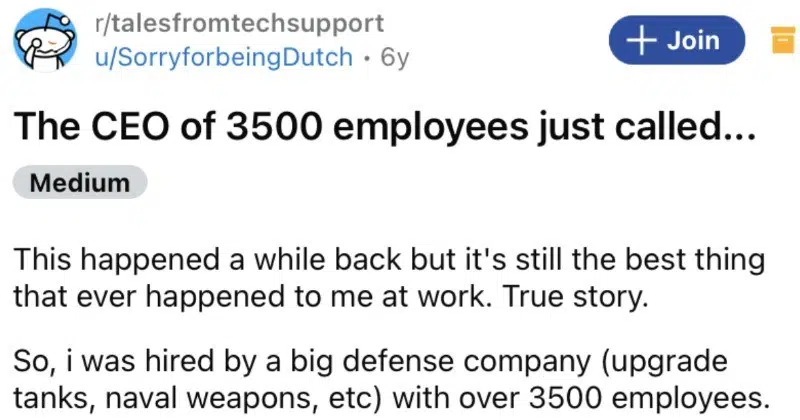 r/talesfromtechsupport
u/SorryforbeingDutch • 6y
Join
The CEO of 3500 employees just called...
Medium
This happened a while back but it's still the best thing
that ever happened to me at work. True story.
So, i was hired by a big defense company (upgrade
tanks, naval weapons, etc) with over 3500 employees.